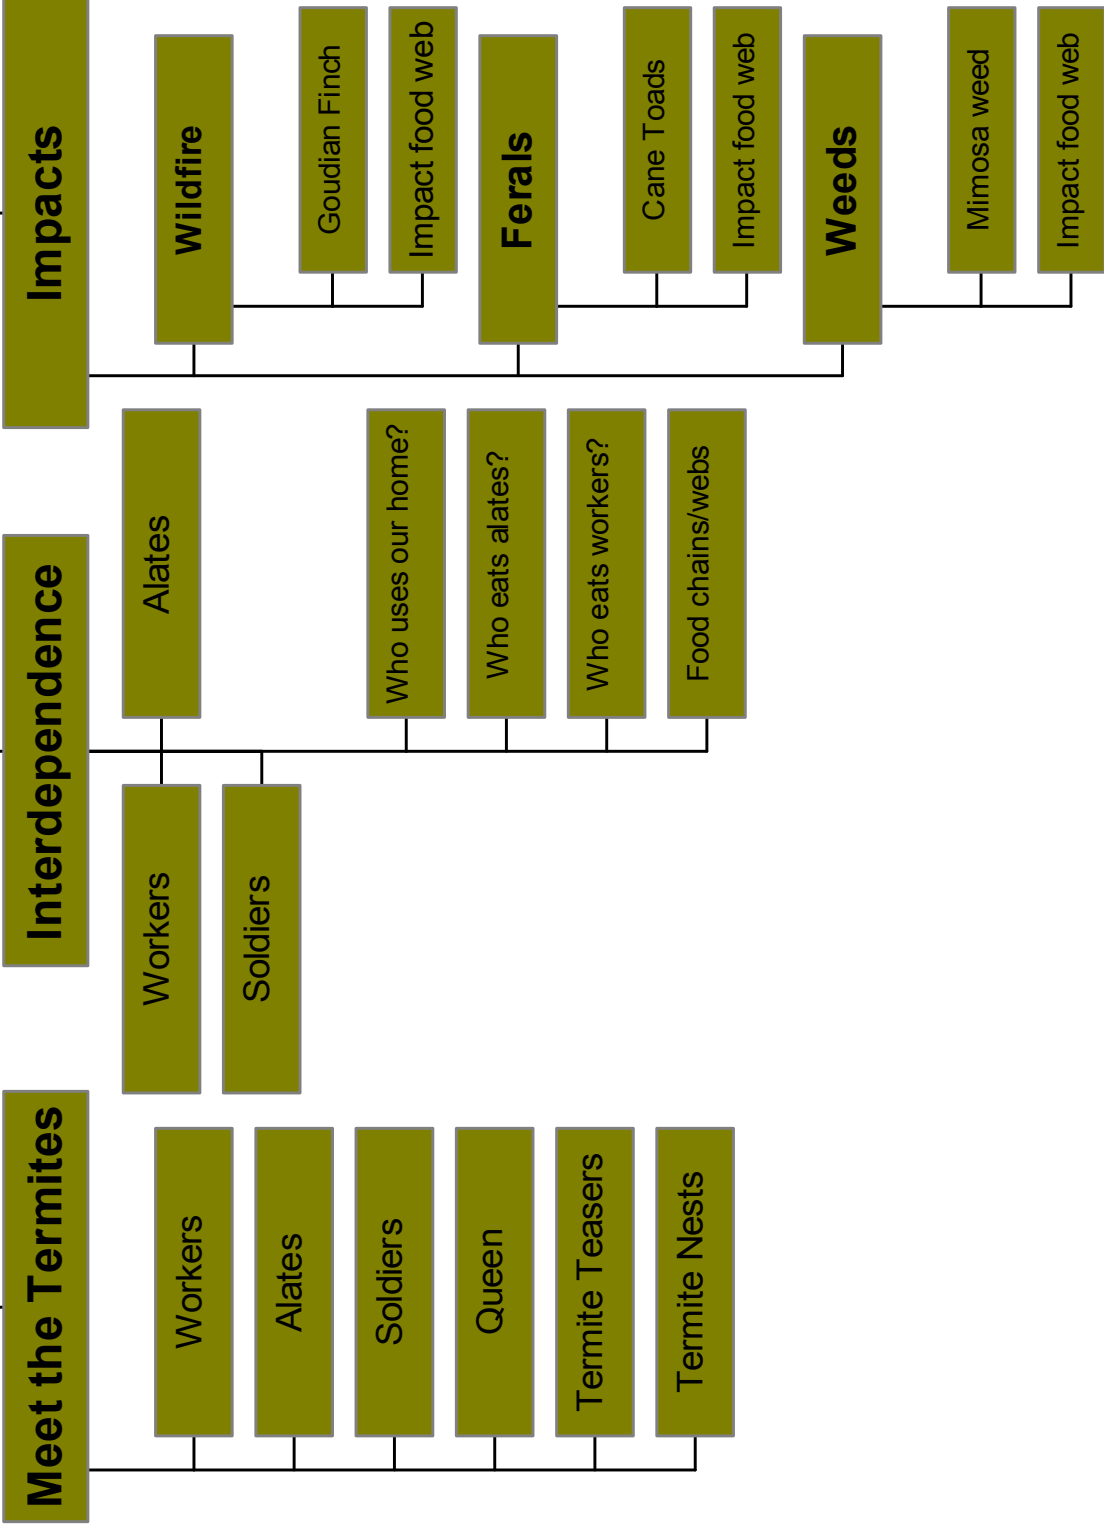 Meet the Termites
Workers
Alates
Soldiers
Queen
Termite Teasers
Termite Nests
Interdependence
Workers
Alates
Soldiers
Who uses our home?
Who eats alates?
Who eats workers?
Food chains/webs
Impacts
Wildfire
Goudian Finch
Impact food web
Ferals
Cane Toads
Impact food web
Weeds
Mimosa weed
Impact food web